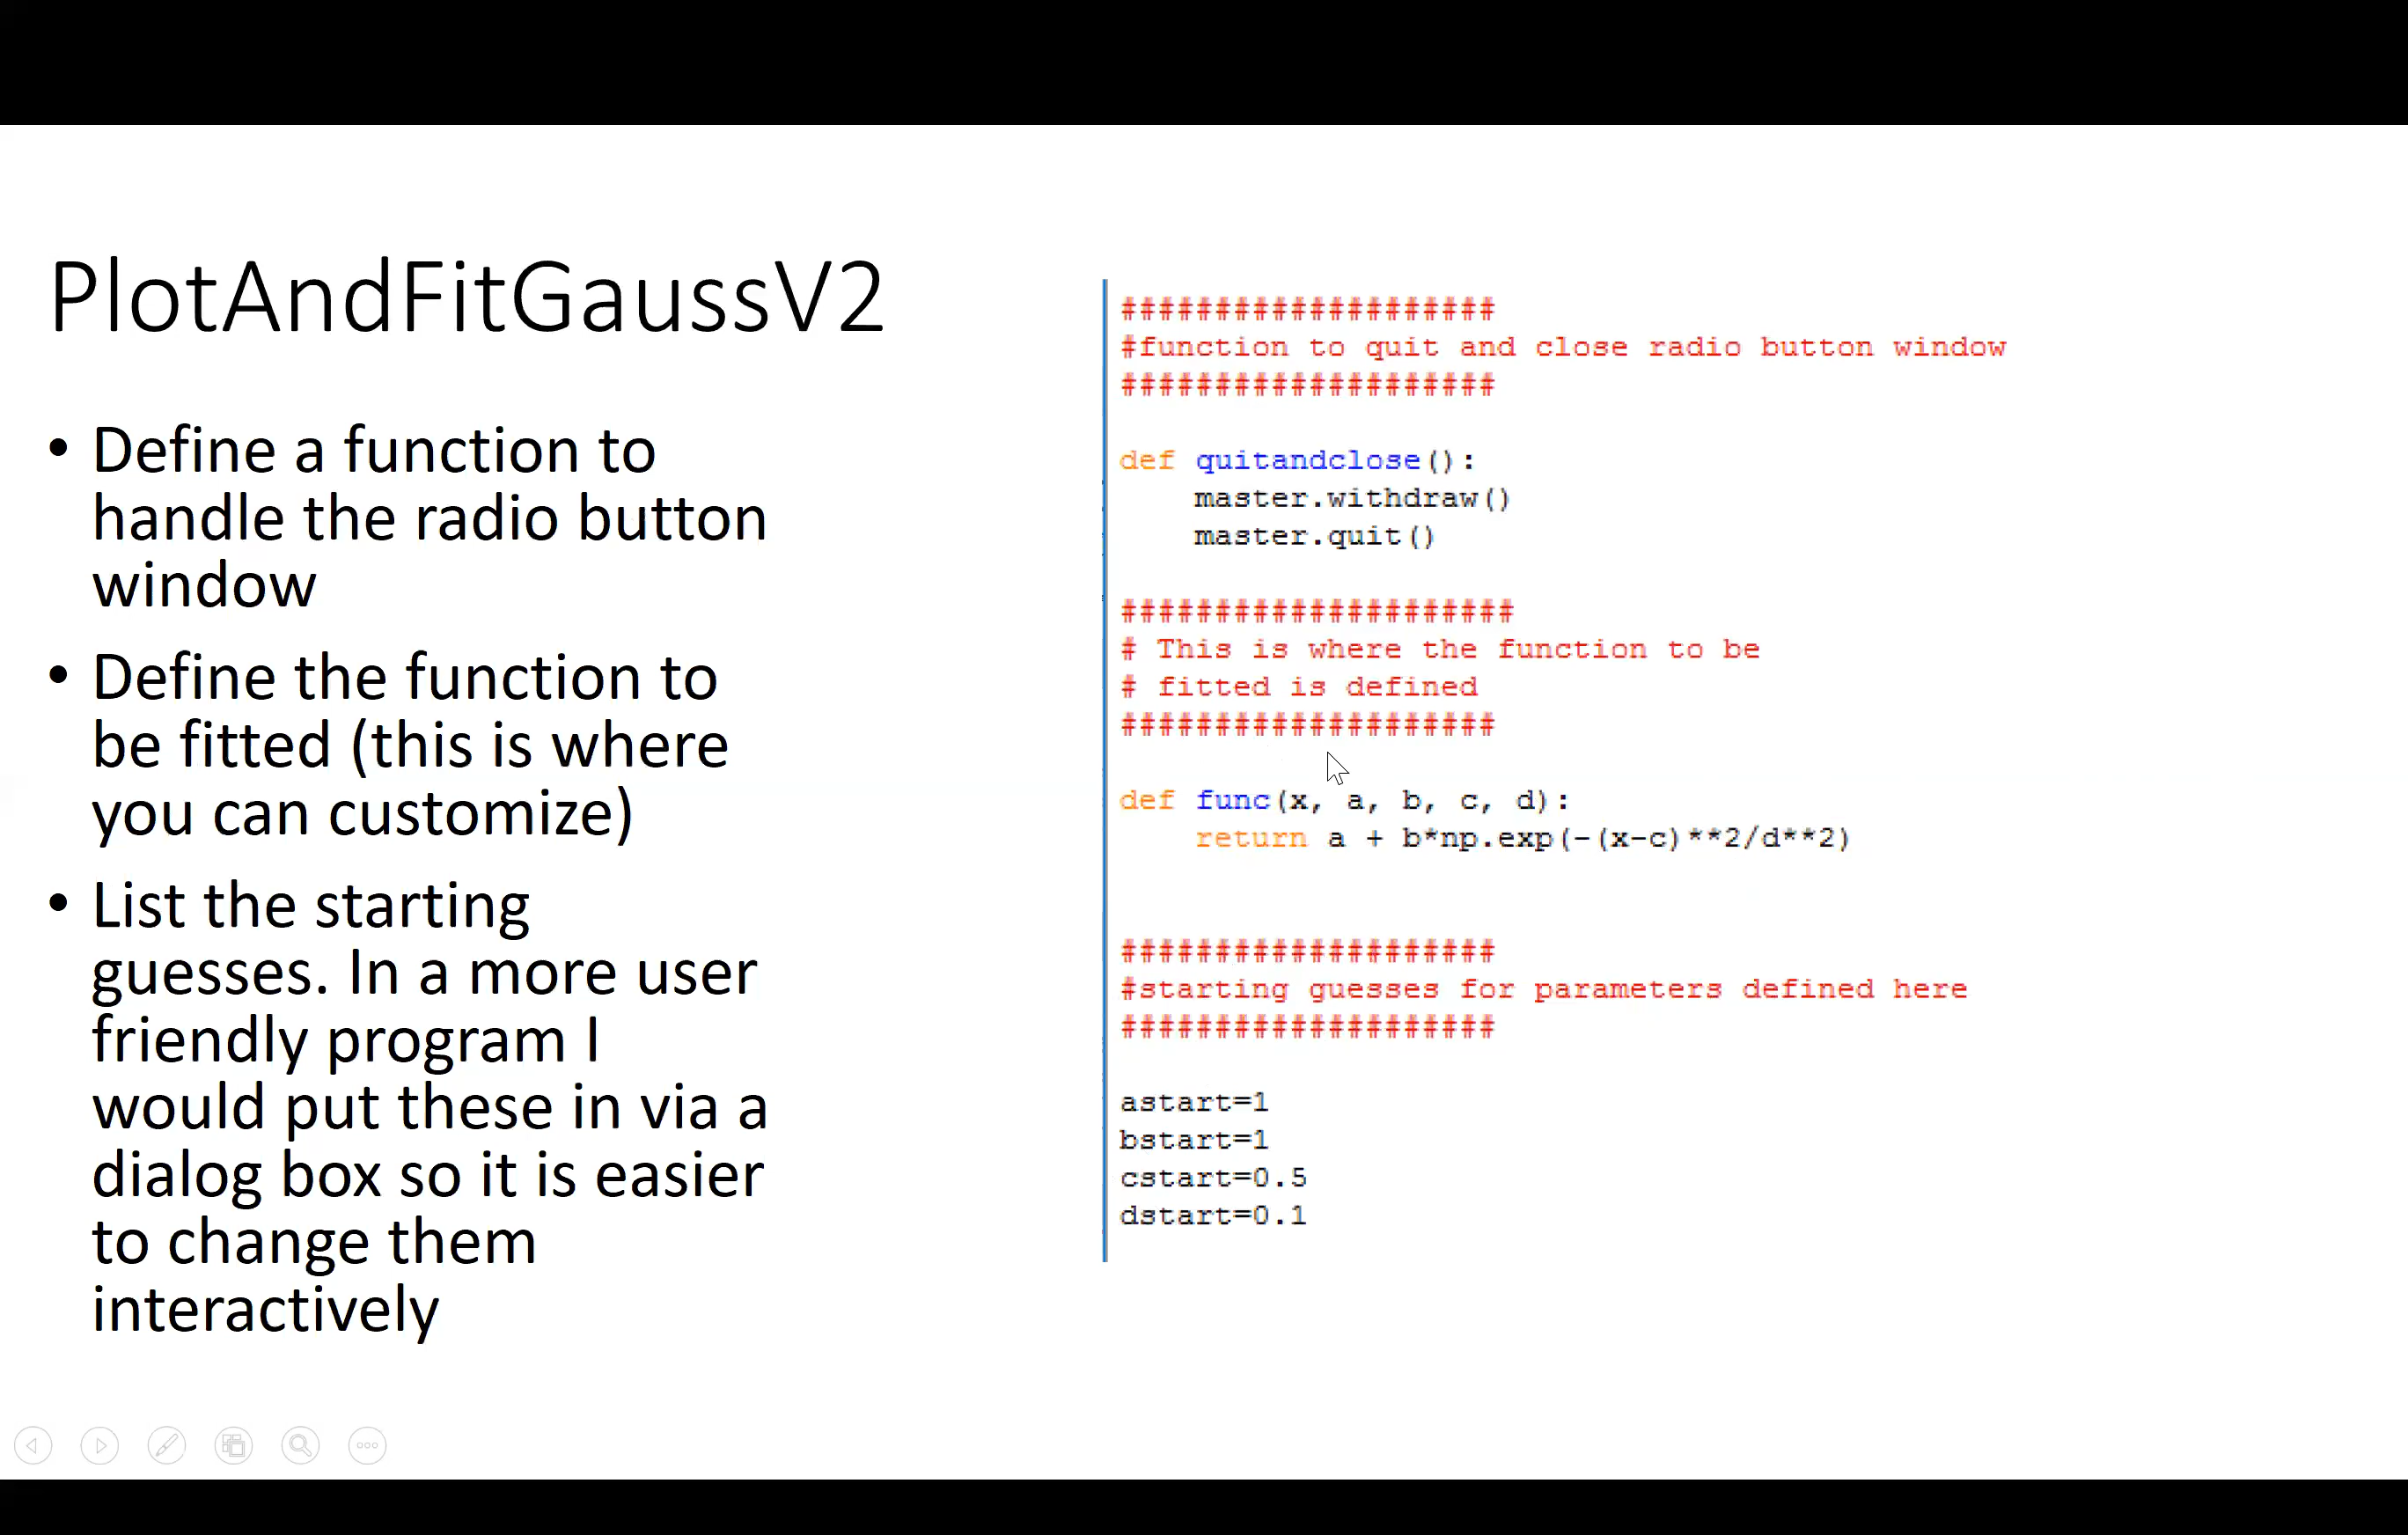 PlotAndFitGaussV2
• Define a function to
handle the radio button
window
• Define the function to
be fitted (this is where
you can customize)
• List the starting
guesses. In a more user
friendly program I
would put these in via a
dialog box so it is easier
to change them
interactively
####################
#function to quit and close radio button window
####################
def quitandclose():
    master.withdraw()
    master.quit()
#####################
# This is where the function to be
# fitted is defined
####################
def func(x, a, b, c, d):
    return a + b*np.exp(-(x-c)**2/d**2)
####################
#starting guesses for parameters defined here
####################
astart=1
bstart=1
cstart=0.5
dstart=0.1